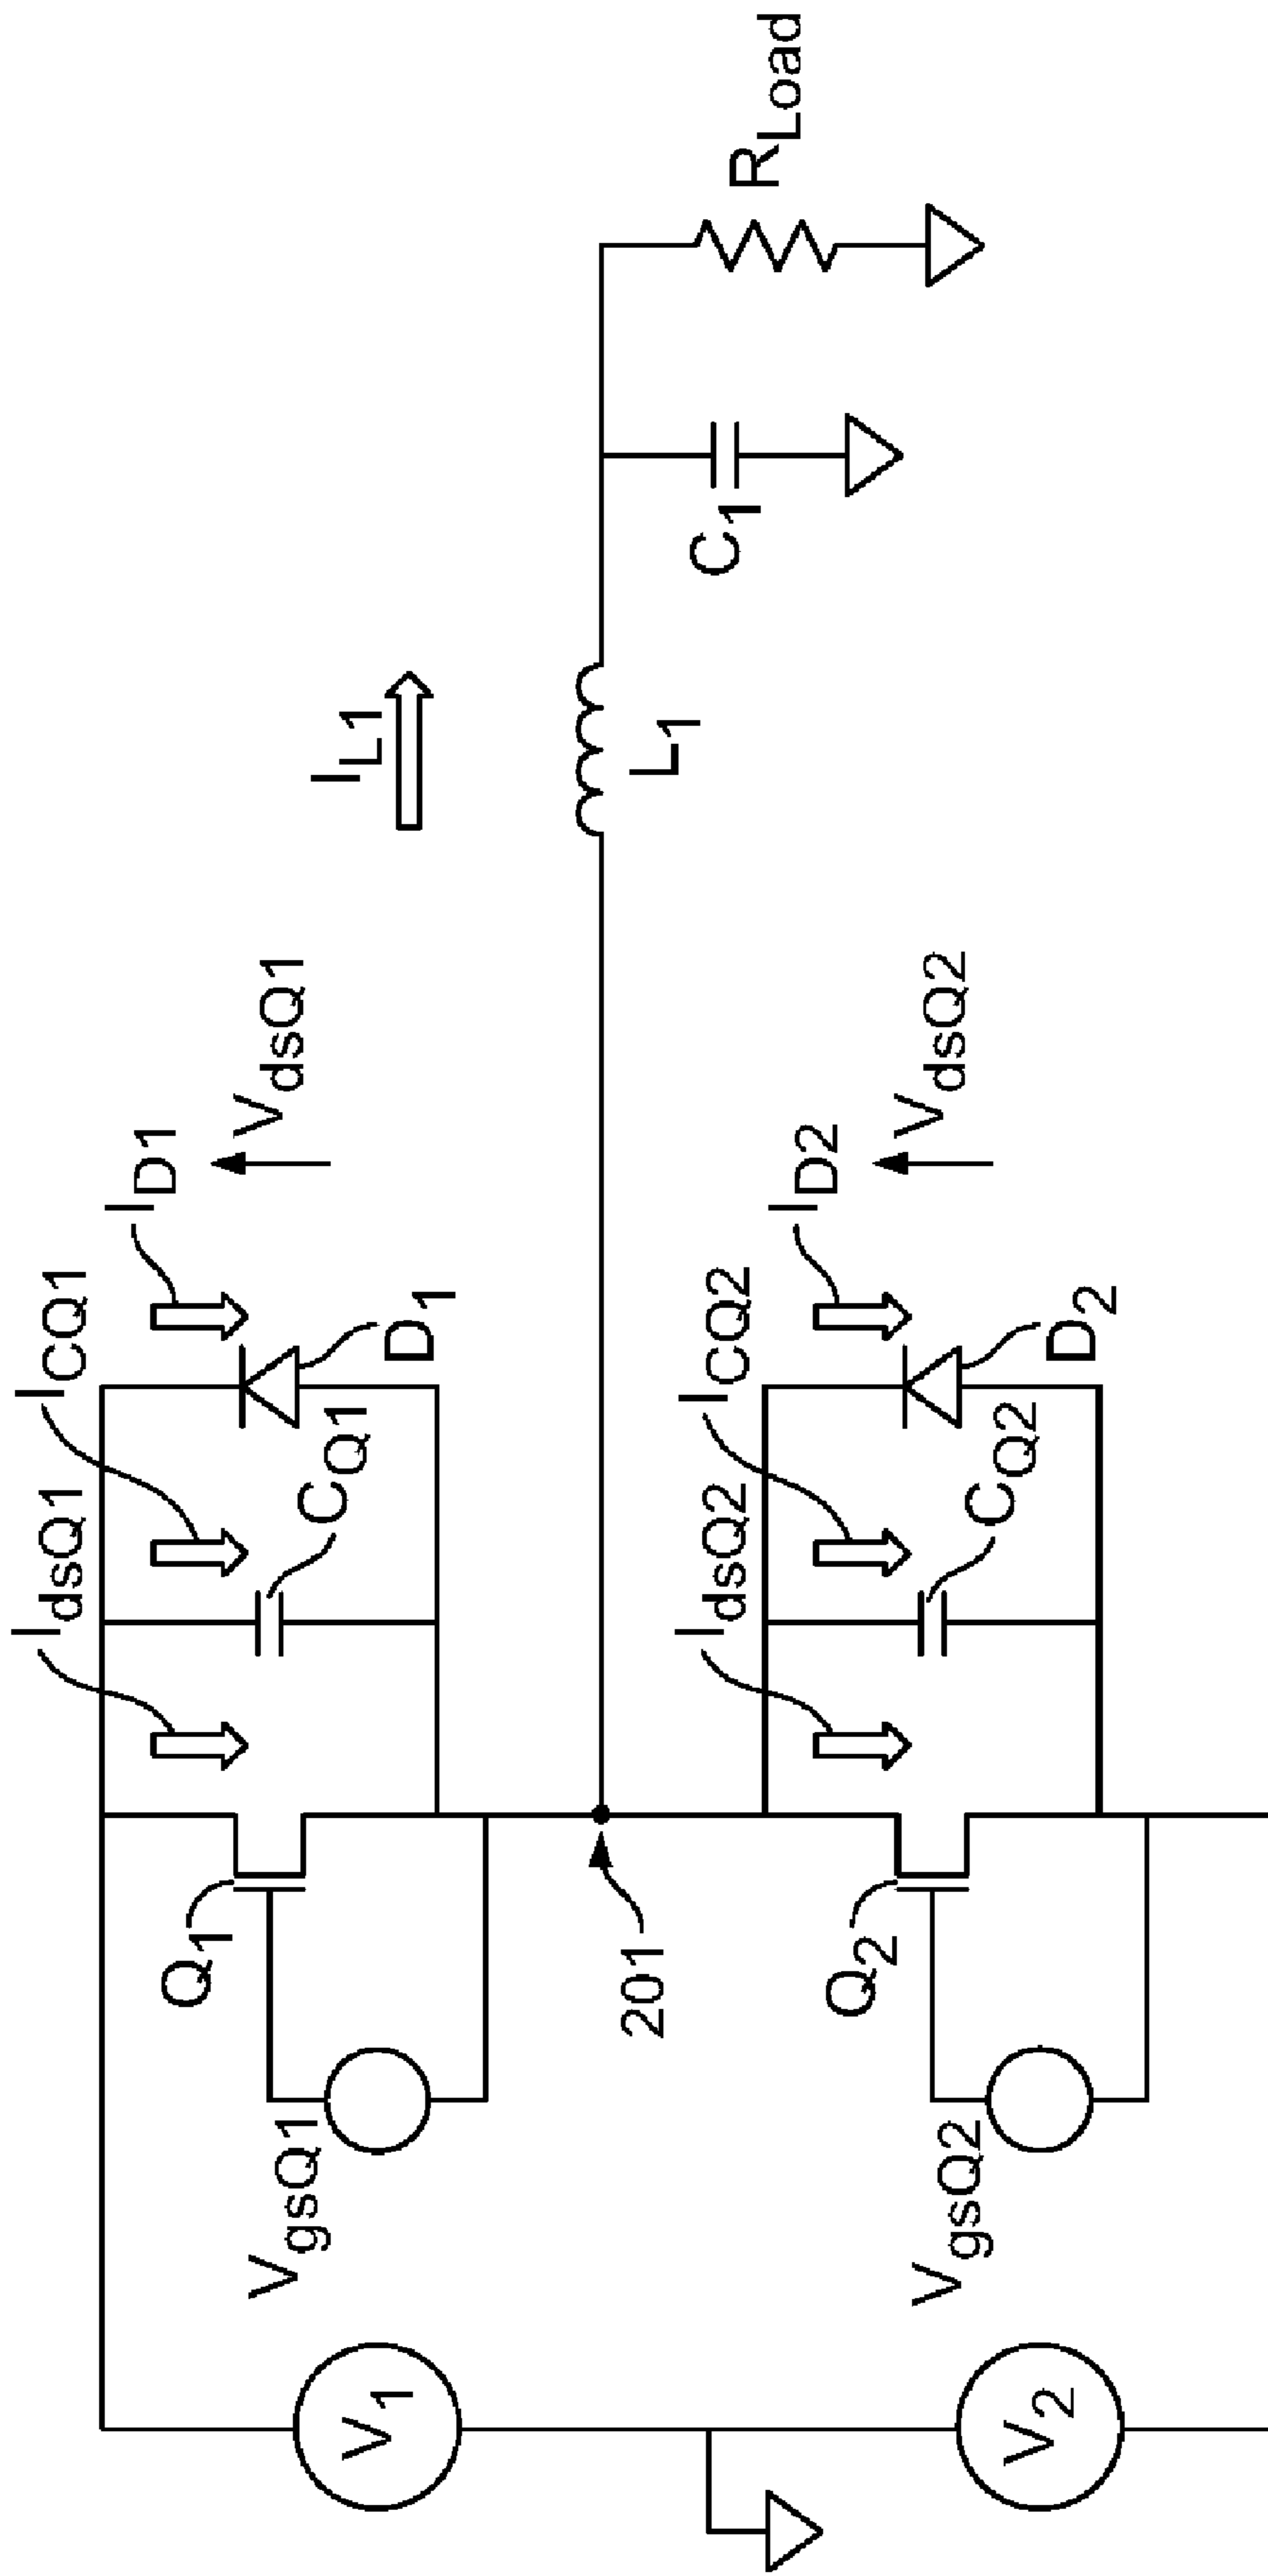 I_dsQ1
I_CQ1
I_D1
V_dsQ1
Q_1
C_Q1
D_1
V_gsQ1
V_1
I_L1
L_1
C_1
R_Load
201
I_dsQ2
I_CQ2
I_D2
V_dsQ2
Q_2
C_Q2
D_2
V_gsQ2
V_2